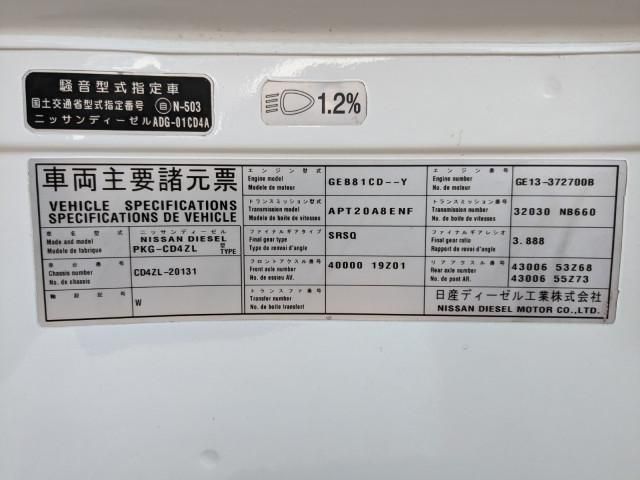 騒音型式指定車
国土交通省型式指定番号 自 N-503
ニッサンディーゼル ADG-01CD4A
1.2%
車両主要諸元票
VEHICLE SPECIFICATIONS
SPECIFICATIONS DE VEHICLE
車名型式
Made and model
Modele de fabrique
ニッサンディーゼル
NISSAN DIESEL
PKG-CD4ZL TYPE
車台番号
Chassis number
No. de chassis
CD4ZL-20131
W
エンジン型式
Engine model
Modele de moteur
GE81CD--Y
エンジン番号
Engine number
No. de moteur
GE13-372700B
トランスミッション型式
Transmission model
Modele de boite de vitesses
APT20A8ENF
トランスミッション番号
Transmission number
No. de boite de vitesses
32030 NB660
ファイナルギアタイプ
Final gear type
Type de renvoi d'angle
SRSQ
ファイナルギアレシオ
Final gear ratio
Rapport de renvoi d'angle
3.888
フロントアクスル番号
Front axle number
No. de essieu AV.
40000 19Z01
リアアクスル番号
Rear axle number
No. de pont AR.
43006 53Z68
43006 55Z73
トランスファ番号
Transfer number
No. de boite transfert
日産ディーゼル工業株式会社
NISSAN DIESEL MOTOR CO.,LTD.